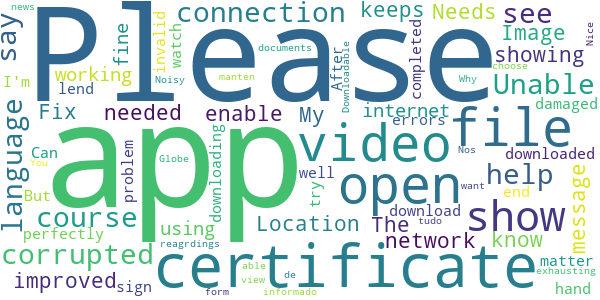 news
Please
connection
keeps
Needs
see
say
fine
invalid
watch
After
completed
documents
Image
choose
Nice
showing
I'm
working
Noisy
Downloadable
manten
Why
Unable
lend
damaged
language
Fix
needed
enable
My
internet
errors
file
app
video
Can
problem
Globe
downloading
well
Nos
downloaded
You
try
open
help
want
end
message
But
course
using
Location
The
download
tudo
show
know
perfectly
reagrdings
network
matter
corrupted
certificate
able
de
exhausting
improved
sign
view
form
informado
hand